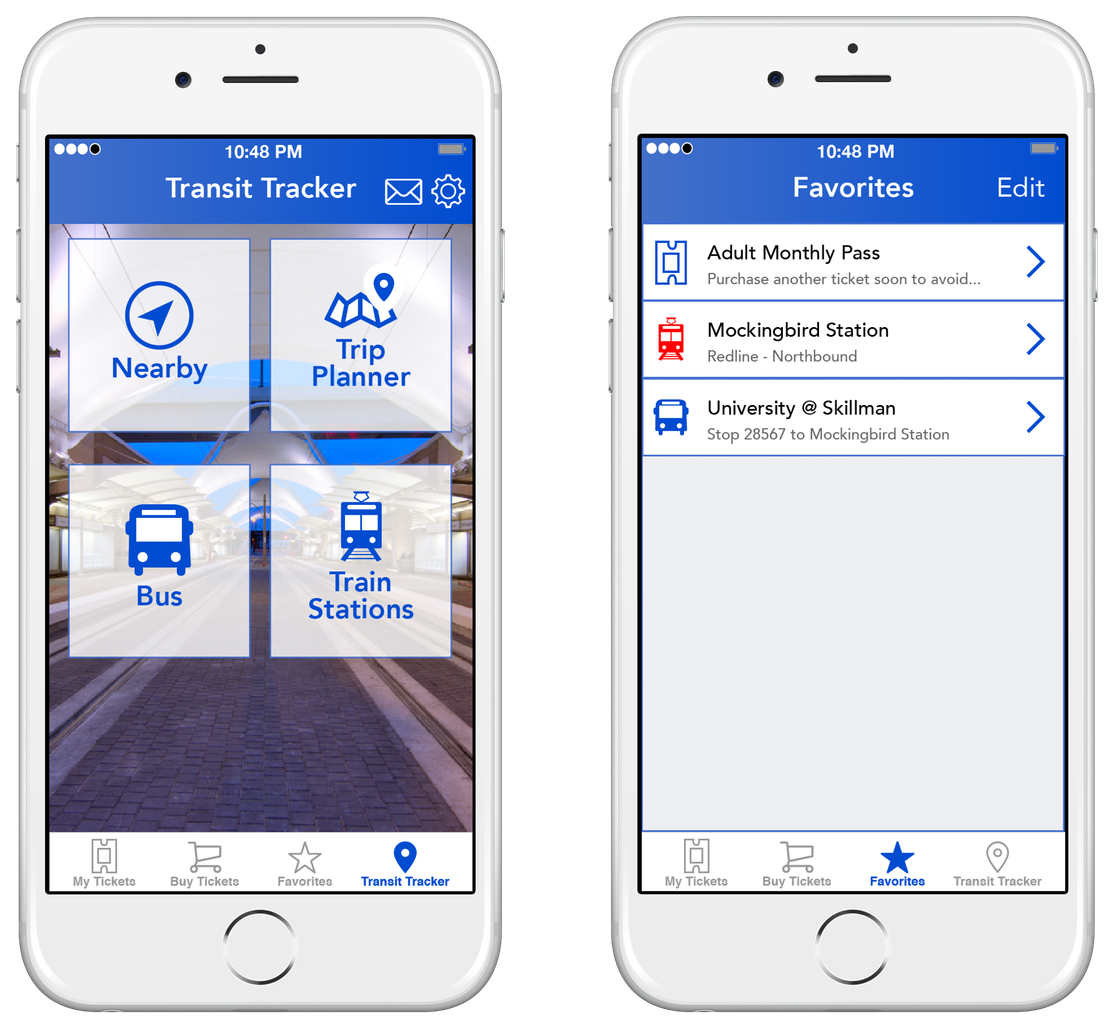 10:48 PM
Transit Tracker
Nearby
Trip
Planner
Bus
Train
Stations
My Tickets
Buy Tickets
Favorites
Transit Tracker
10:48 PM
Favorites
Edit
Adult Monthly Pass
Purchase another ticket soon to avoid...
Mockingbird Station
Redline - Northbound
University @ Skillman
Stop 28567 to Mockingbird Station
My Tickets
Buy Tickets
Favorites
Transit Tracker